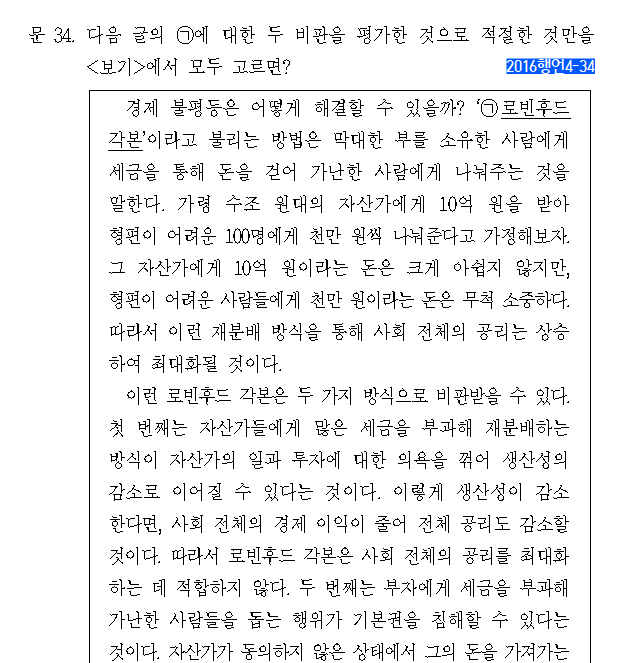 문 34. 다음 글의 ㉠에 대한 두 비판을 평가한 것으로 적절한 것만을
<보기>에서 모두 고르면?
2016행언4-34
경제 불평등은 어떻게 해결할 수 있을까? ‘㉠로빈후드
각본’이라고 불리는 방법은 막대한 부를 소유한 사람에게
세금을 통해 돈을 걷어 가난한 사람에게 나눠주는 것을
말한다. 가령 수조 원대의 자산가에게 10억 원을 받아
형편이 어려운 100명에게 천만 원씩 나눠준다고 가정해보자.
그 자산가에게 10억 원이라는 돈은 크게 아쉽지 않지만,
형편이 어려운 사람들에게 천만 원이라는 돈은 무척 소중하다.
따라서 이런 재분배 방식을 통해 사회 전체의 공리는 상승
하여 최대화될 것이다.
이런 로빈후드 각본은 두 가지 방식으로 비판받을 수 있다.
첫 번째는 자산가들에게 많은 세금을 부과해 재분배하는
방식이 자산가의 일과 투자에 대한 의욕을 꺾어 생산성의
감소로 이어질 수 있다는 것이다. 이렇게 생산성이 감소
한다면, 사회 전체의 경제 이익이 줄어 전체 공리도 감소할
것이다. 따라서 로빈후드 각본은 사회 전체의 공리를 최대화
하는 데 적합하지 않다. 두 번째는 부자에게 세금을 부과해
가난한 사람들을 돕는 행위가 기본권을 침해할 수 있다는
것이다. 자산가가 동의하지 않은 상태에서 그의 돈을 가져가는